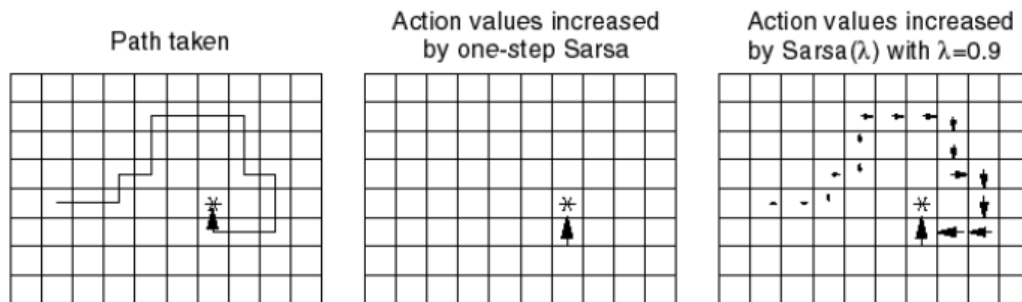 Path taken
Action values increased
by one-step Sarsa
Action values increased
by Sarsa(λ) with λ=0.9
*
*
*